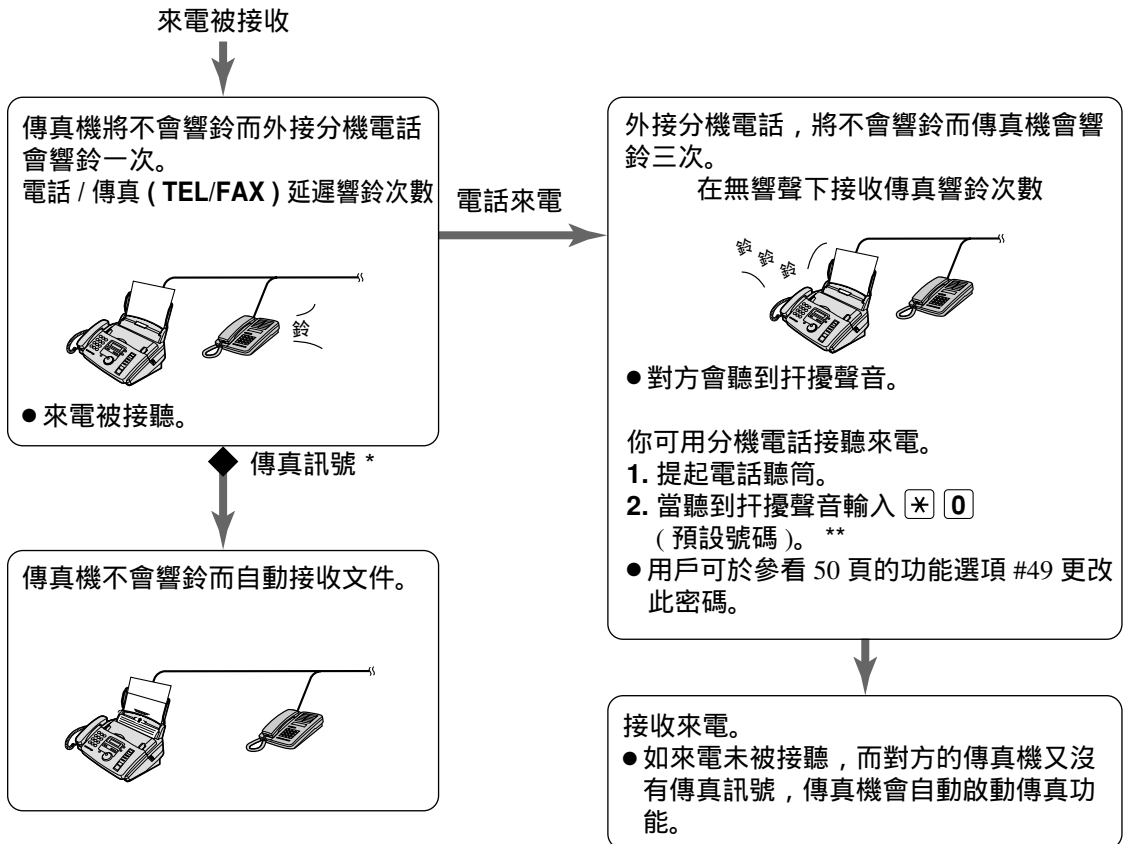 來電被接收
傳真機將不會響鈴而外接分機電話
會響鈴一次。
電話 / 傳真 ( TEL/FAX ) 延遲響鈴次數
鈴
● 來電被接聽。
電話來電
外接分機電話，將不會響鈴而傳真機會響
鈴三次。
在無響聲下接收傳真響鈴次數
鈴 鈴 鈴
● 對方會聽到扞擾聲音。
你可用分機電話接聽來電。
1. 提起電話聽筒。
2. 當聽到扞擾聲音輸入 * 0
( 預設號碼 )。 **
● 用戶可於參看 50 頁的功能選項 #49 更改
此密碼。
傳真訊號 *
傳真機不會響鈴而自動接收文件。
接收來電。
● 如來電未被接聽，而對方的傳真機又沒
有傳真訊號，傳真機會自動啟動傳真功
能。